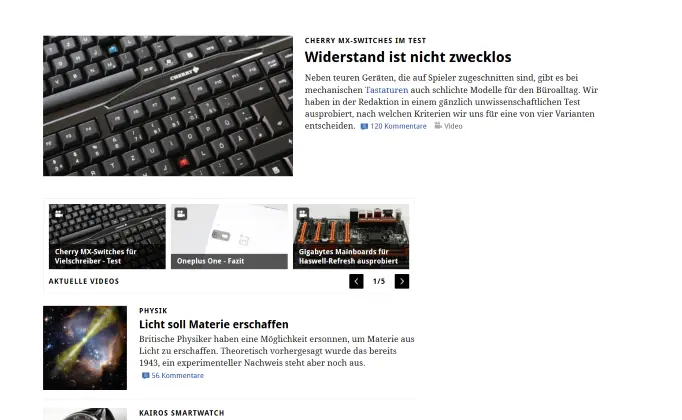 CHERRY
CHERRY MX-SWITCHES IM TEST
Widerstand ist nicht zwecklos
Neben teuren Geräten, die auf Spieler zugeschnitten sind, gibt es bei
mechanischen Tastaturen auch schlichte Modelle für den Büroalltag. Wir
haben in der Redaktion in einem gänzlich unwissenschaftlichen Test
ausprobiert, nach welchen Kriterien wir uns für eine von vier Varianten
entscheiden. 120 Kommentare Video
Cherry MX-Switches für
Vielschreiber - Test
Oneplus One - Fazit
Gigabytes Mainboards für
Haswell-Refresh ausprobiert
AKTUELLE VIDEOS
1/5
PHYSIK
Licht soll Materie erschaffen
Britische Physiker haben eine Möglichkeit ersonnen, um Materie aus
Licht zu erschaffen. Theoretisch vorhergesagt wurde das bereits
1943, ein experimenteller Nachweis steht aber noch aus.
56 Kommentare
KAIROS SMARTWATCH